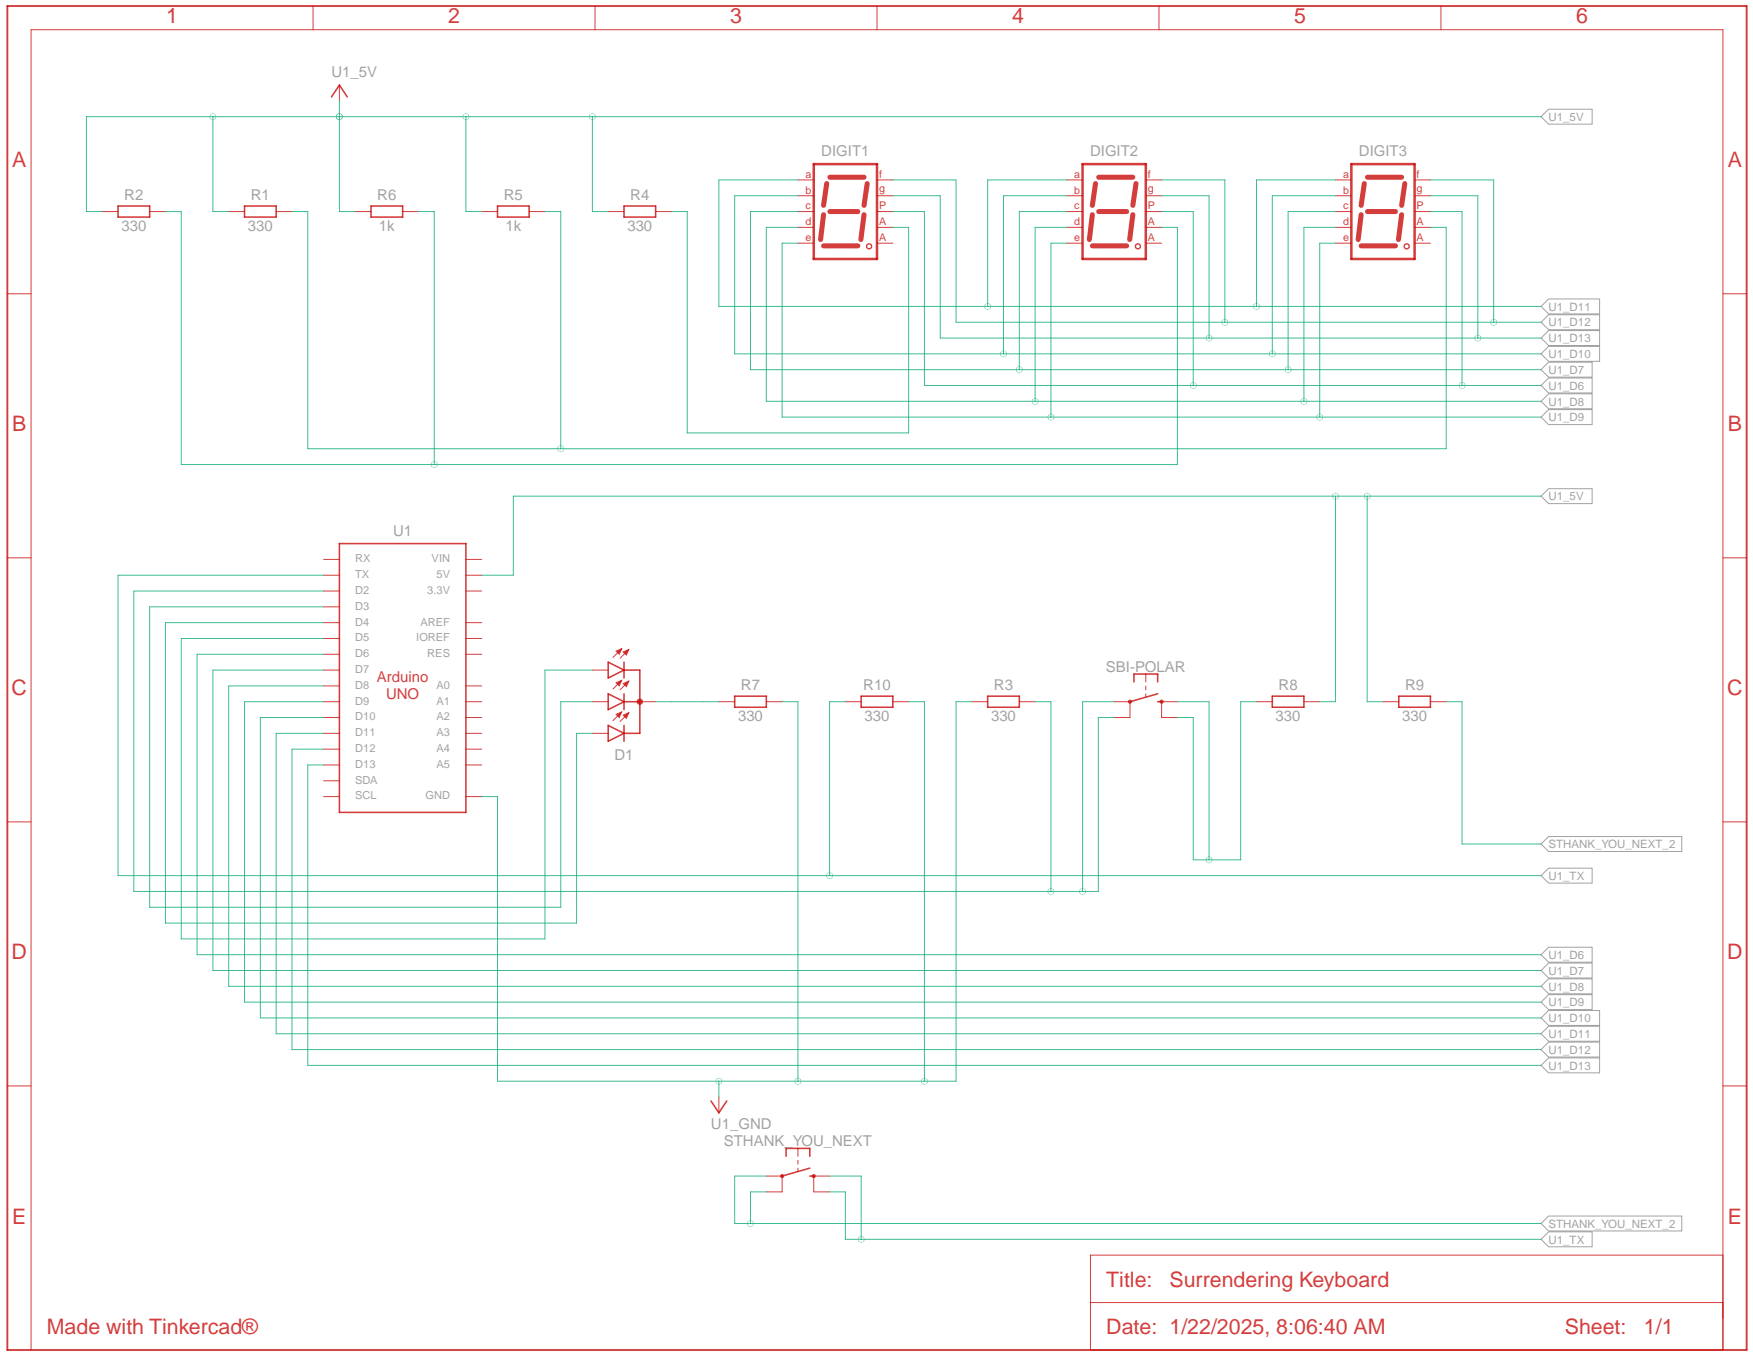 1 2 3 4 5 6
U1_5V
U1_5V
A A
DIGIT1 DIGIT2 DIGIT3
R2 R1 R6 R5 R4
330 330 1k 1k 330
a f a f a f
b g b g b g
c P c P c P
d A d A d A
e A e A e A
U1_D11
U1_D12
U1_D13
U1_D10
U1_D7
U1_D6
U1_D8
U1_D9
B B
U1_5V
U1
RX VIN
TX 5V
D2 3.3V
D3
D4 AREF
D5 IOREF
D6 RES
D7
Arduino
UNO
D8 A0
D9 A1
D10 A2
D11 A3
D12 A4
D13 A5
SDA
SCL GND
C C
D1
R7 R10 R3 SBI-POLAR R8 R9
330 330 330 330 330
STHANK_YOU_NEXT_2
U1_TX
D D
U1_D6
U1_D7
U1_D8
U1_D9
U1_D10
U1_D11
U1_D12
U1_D13
U1_GND
STHANK_YOU_NEXT
E E
STHANK_YOU_NEXT_2
U1_TX
Title: Surrendering Keyboard
Made with Tinkercad®
Date: 1/22/2025, 8:06:40 AM Sheet: 1/1